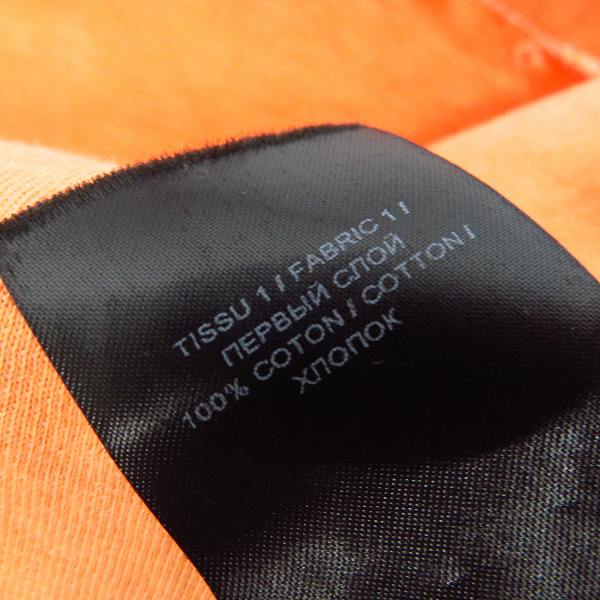 TISSU 1 / FABRIC 1 /
ПЕРВЫЙ СЛОЙ
100% COTON / COTTON /
ХЛОПОК